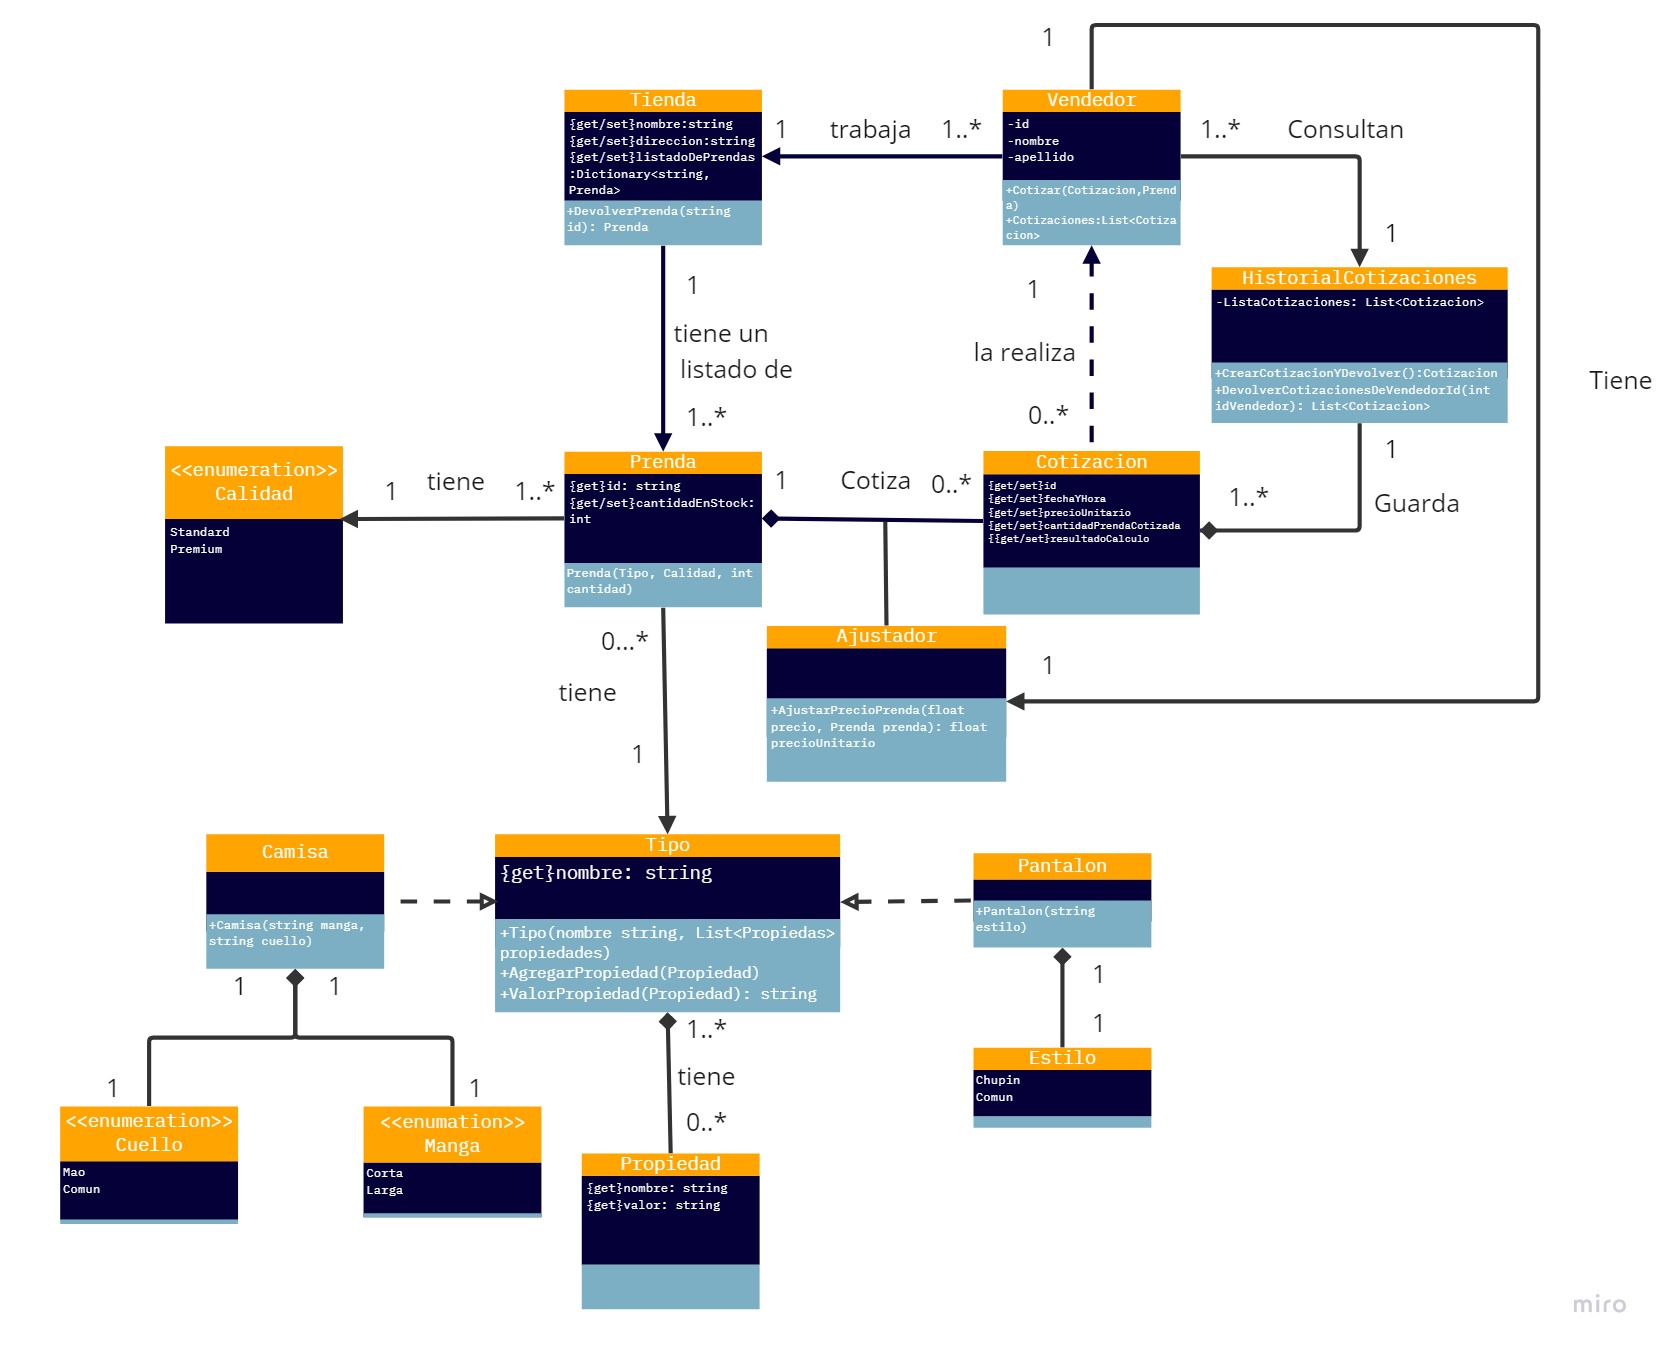 1
Tienda
{get/set}nombre:string
{get/set}direccion:string
{get/set}listadoDePrendas
:Dictionary<string,
Prenda>
+DevolverPrenda(string
id): Prenda
1
trabaja
1..*
Vendedor
-id
-nombre
-apellido
+Cotizar(Cotizacion,Prend
a)
+Cotizaciones:List<Cotiza
cion>
1..*
Consultan
1
HistorialCotizaciones
-ListaCotizaciones: List<Cotizacion>
+CrearCotizacionYDevolver():Cotizacion
+DevolverCotizacionesDeVendedorId(int
idVendedor): List<Cotizacion>
1
tiene un
listado de
1..*
1
la realiza
0..*
Tiene
1
Guarda
1..*
<<enumeration>>
Calidad
Standard
Premium
1
tiene
1..*
Prenda
{get}id: string
{get/set}cantidadEnStock:
int
Prenda(Tipo, Calidad, int
cantidad)
1
Cotiza
0..*
Cotizacion
{get/set}id
{get/set}fechaYHora
{get/set}precioUnitario
{get/set}cantidadPrendaCotizada
{{get/set}resultadoCalculo
0...*
tiene
1
Ajustador
+AjustarPrecioPrenda(float
precio, Prenda prenda): float
precioUnitario
1
Camisa
+Camisa(string manga,
string cuello)
Tipo
{get}nombre: string
+Tipo(nombre string, List<Propiedas>
propiedades)
+AgregarPropiedad(Propiedad)
+ValorPropiedad(Propiedad): string
Pantalon
+Pantalon(string
estilo)
1
1
1
1
<<enumeration>>
Cuello
Mao
Comun
<<enumation>>
Manga
Corta
Larga
1..*
tiene
0..*
Propiedad
{get}nombre: string
{get}valor: string
1
1
Estilo
Chupin
Comun
miro